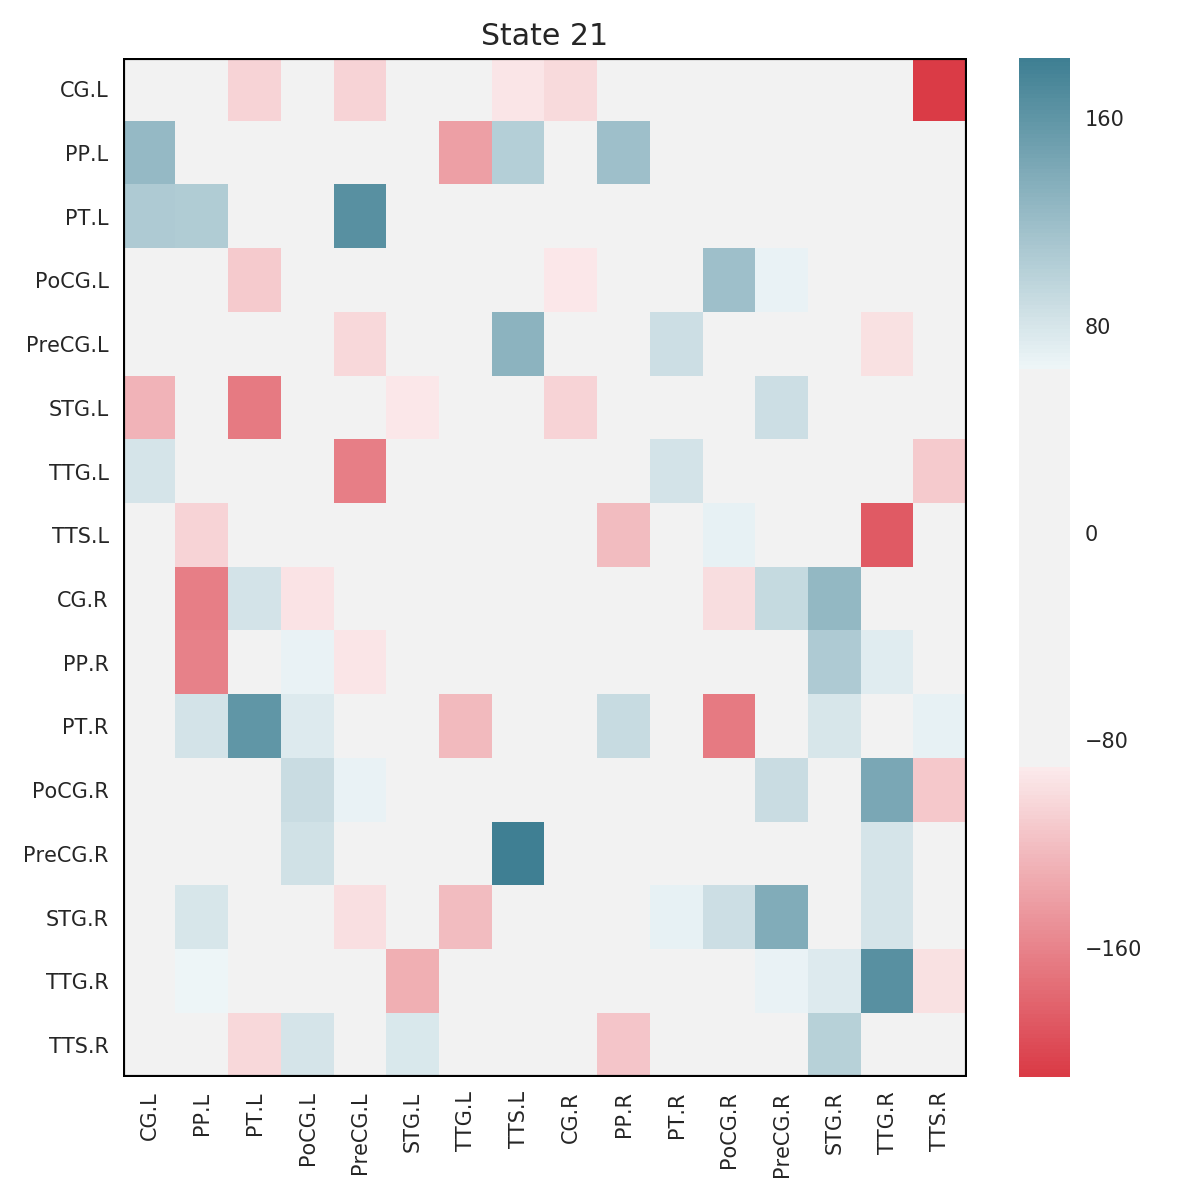 State 21
CG.L
PP.L
PT.L
PoCG.L
PreCG.L
STG.L
TTG.L
TTS.L
CG.R
PP.R
PT.R
PoCG.R
PreCG.R
STG.R
TTG.R
TTS.R
CG.L
PP.L
PT.L
PoCG.L
PreCG.L
STG.L
TTG.L
TTS.L
CG.R
PP.R
PT.R
PoCG.R
PreCG.R
STG.R
TTG.R
TTS.R
160
80
0
−80
−160